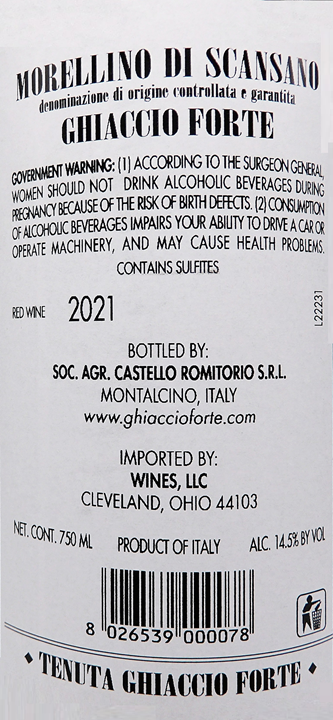 MORELLINO DI SCANSANO
denominazione di origine controllata e garantita
GHIACCIO FORTE
GOVERNMENT WARNING: (1) ACCORDING TO THE SURGEON GENERAL,
WOMEN SHOULD NOT DRINK ALCOHOLIC BEVERAGES DURING
PREGNANCY BECAUSE OF THE RISK OF BIRTH DEFECTS. (2) CONSUMPTION
OF ALCOHOLIC BEVERAGES IMPAIRS YOUR ABILITY TO DRIVE A CAR OR
OPERATE MACHINERY, AND MAY CAUSE HEALTH PROBLEMS.
CONTAINS SULFITES
RED WINE 2021
L22231
BOTTLED BY:
SOC. AGR. CASTELLO ROMITORIO S.R.L.
MONTALCINO, ITALY
www.ghiaccioforte.com
IMPORTED BY:
WINES, LLC
CLEVELAND, OHIO 44103
NET. CONT. 750 ML PRODUCT OF ITALY ALC. 14.5% BY VOL
8 026539 000078
TENUTA GHIACCIO FORTE